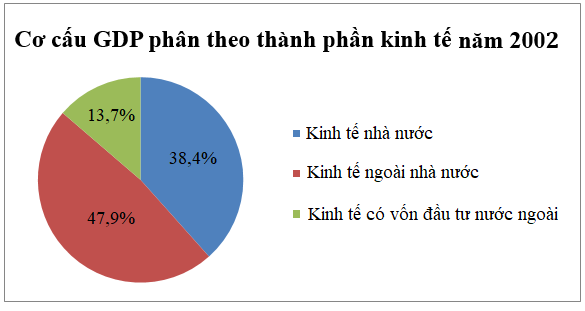 Cơ cấu GDP phân theo thành phần kinh tế năm 2002
13,7%
38,4%
47,9%
Kinh tế nhà nước
Kinh tế ngoài nhà nước
Kinh tế có vốn đầu tư nước ngoài